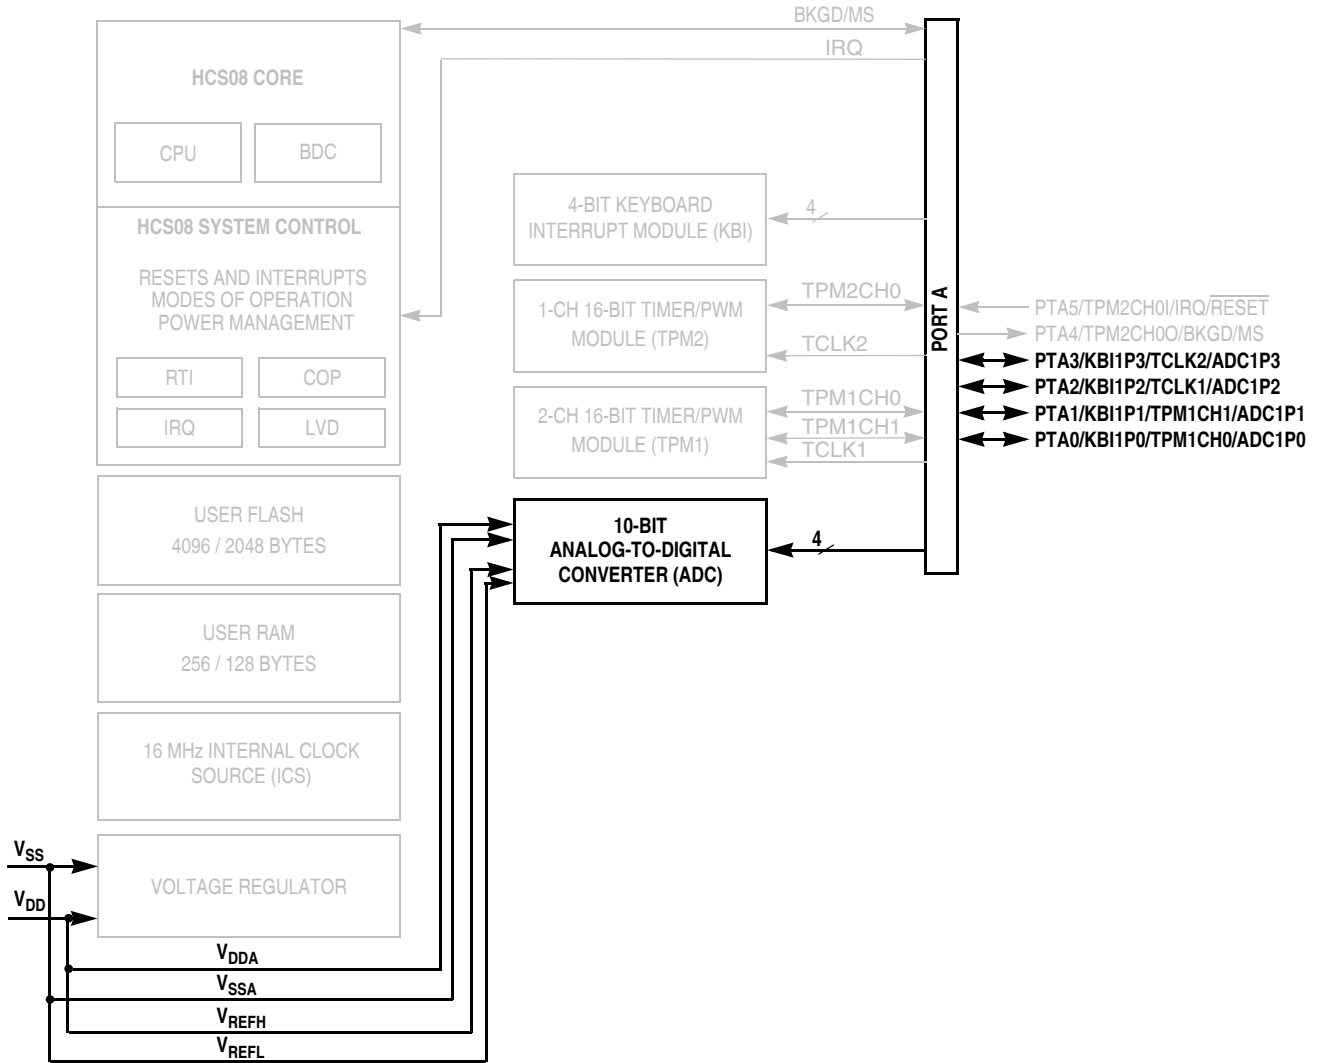 BKGD/MS
IRQ
HCS08 CORE
CPU
BDC
HCS08 SYSTEM CONTROL
RESETS AND INTERRUPTS
MODES OF OPERATION
POWER MANAGEMENT
RTI
COP
IRQ
LVD
USER FLASH
4096 / 2048 BYTES
USER RAM
256 / 128 BYTES
16 MHz INTERNAL CLOCK
SOURCE (ICS)
VOLTAGE REGULATOR
VSS
VDD
VDDA
VSSA
VREFH
VREFL
4-BIT KEYBOARD
INTERRUPT MODULE (KBI)
4
1-CH 16-BIT TIMER/PWM
MODULE (TPM2)
TPM2CH0
TCLK2
2-CH 16-BIT TIMER/PWM
MODULE (TPM1)
TPM1CH0
TPM1CH1
TCLK1
10-BIT
ANALOG-TO-DIGITAL
CONVERTER (ADC)
4
PORT A
PTA5/TPM2CH0I/IRQ/RESET
PTA4/TPM2CH0O/BKGD/MS
PTA3/KBI1P3/TCLK2/ADC1P3
PTA2/KBI1P2/TCLK1/ADC1P2
PTA1/KBI1P1/TPM1CH1/ADC1P1
PTA0/KBI1P0/TPM1CH0/ADC1P0